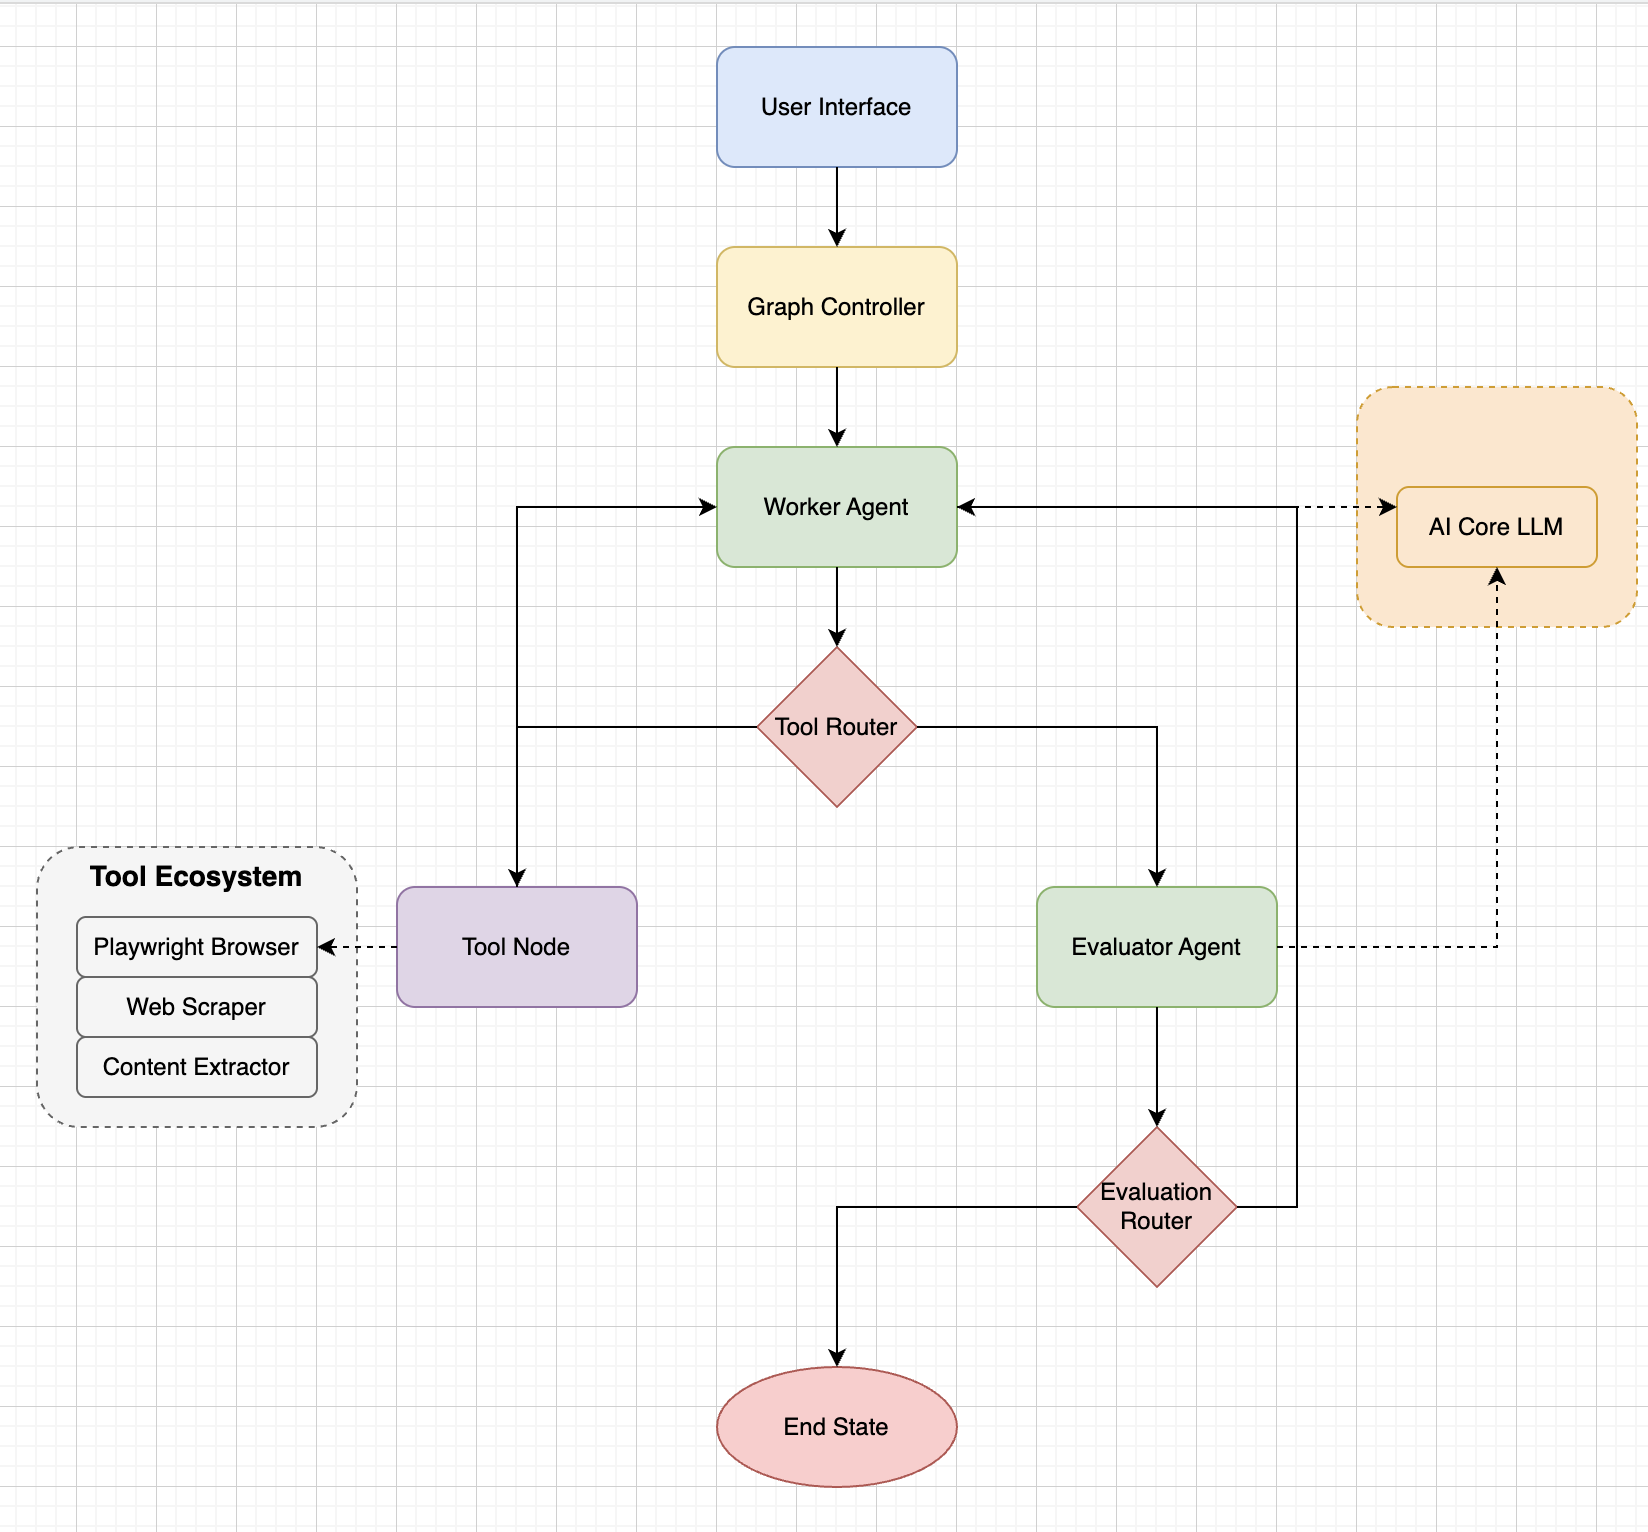 User Interface
Graph Controller
Worker Agent
AI Core LLM
Tool Router
Tool Ecosystem
Playwright Browser
Web Scraper
Content Extractor
Tool Node
Evaluator Agent
Evaluation
Router
End State